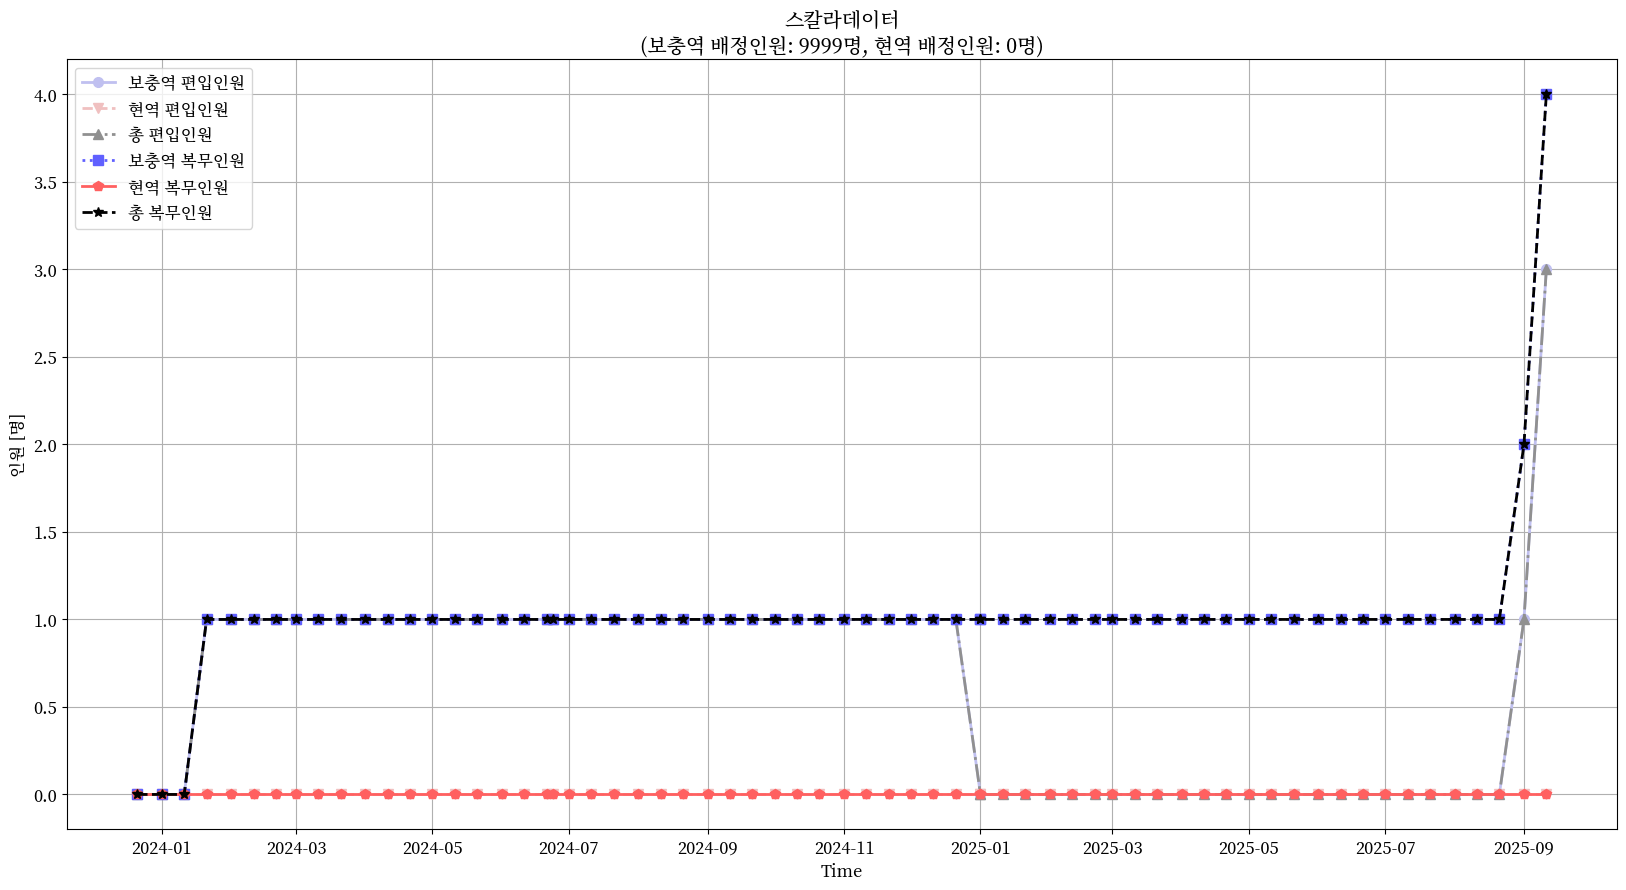 스칼라데이터
(보충역 배정인원: 9999명, 현역 배정인원: 0명)
보충역 편입인원
현역 편입인원
총 편입인원
보충역 복무인원
현역 복무인원
총 복무인원
4.0
3.5
3.0
2.5
2.0
1.5
1.0
0.5
0.0
인원 [명]
2024-01
2024-03
2024-05
2024-07
2024-09
2024-11
2025-01
2025-03
2025-05
2025-07
2025-09
Time